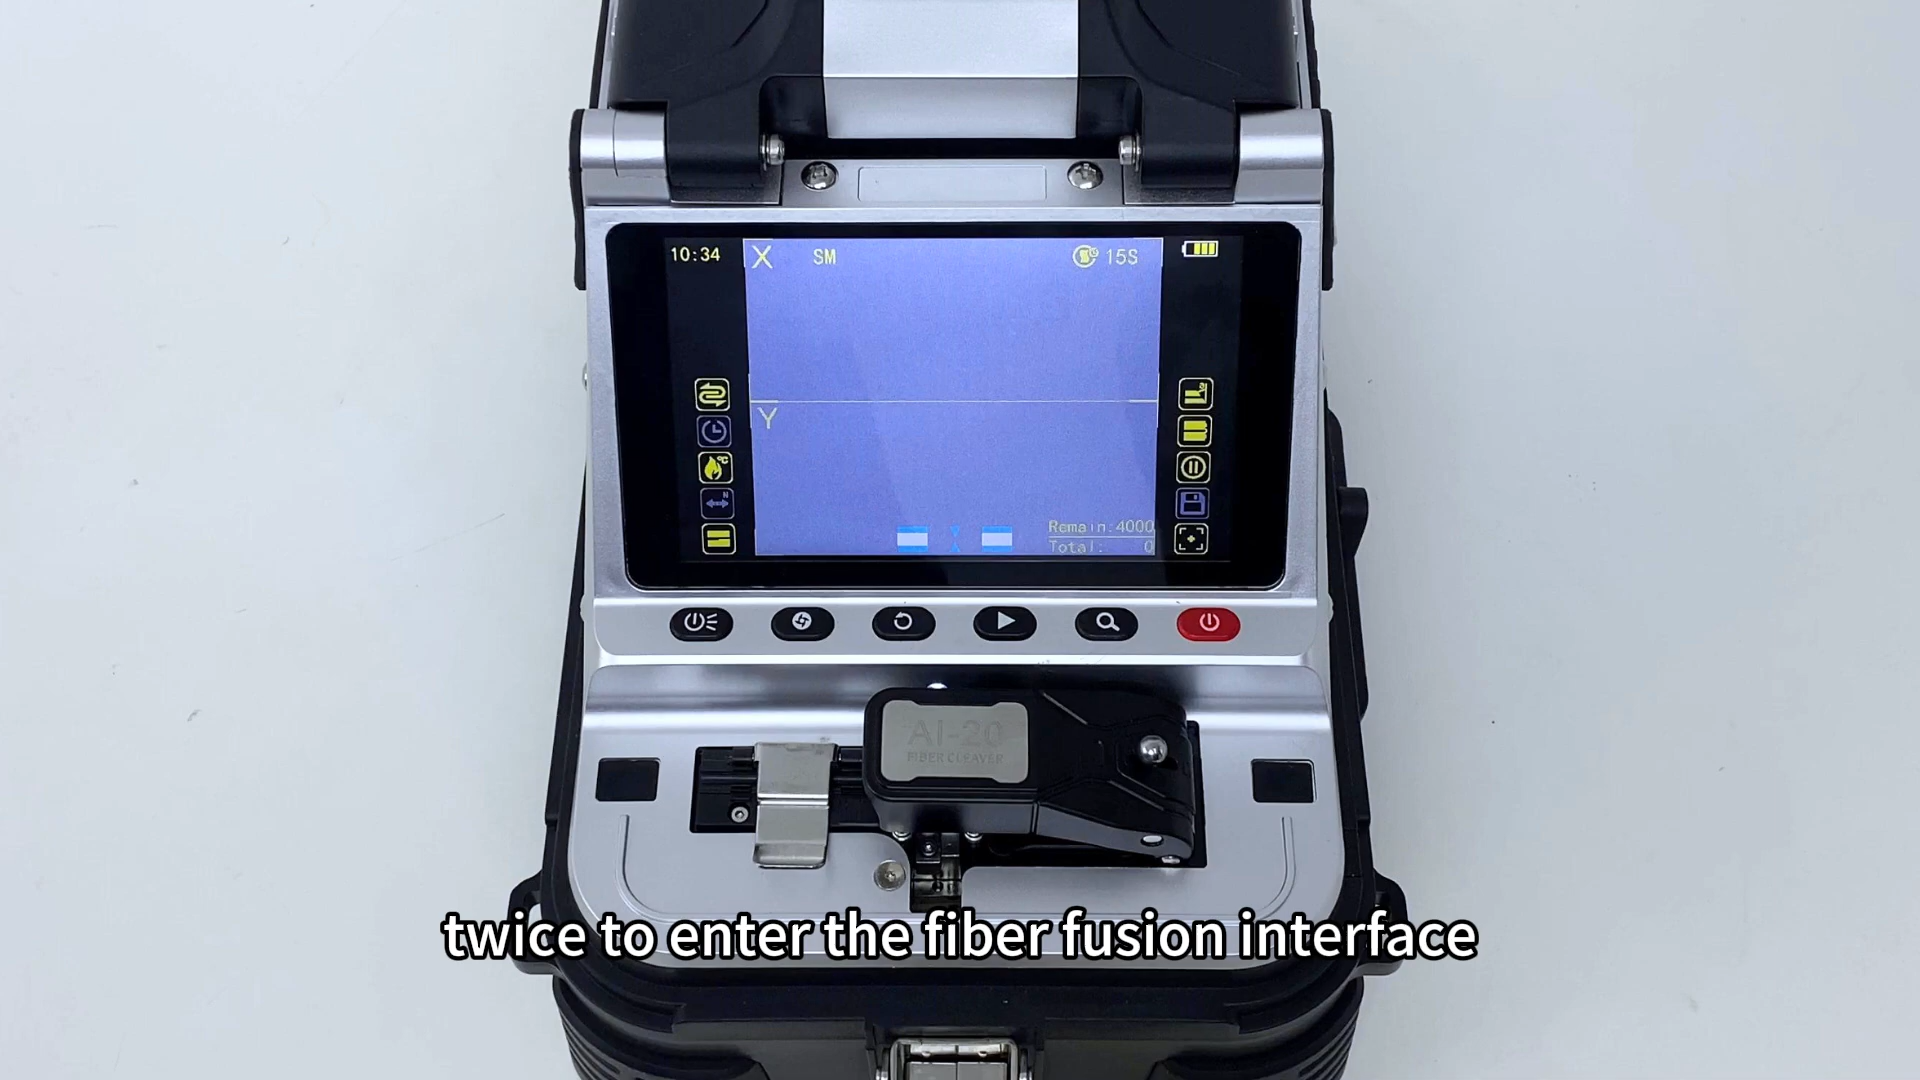 10:34
X SM 15S
Y
Remain:4000
Total: 0
AI-20
FIBER CLEAVER
twice to enter the fiber fusion interface